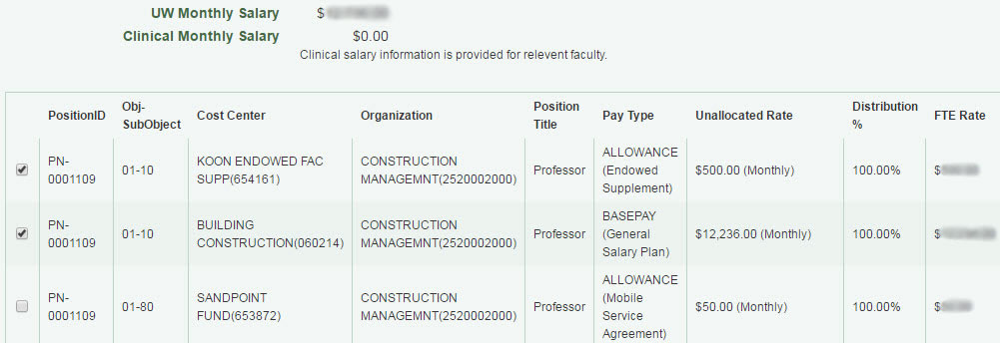 UW Monthly Salary $
Clinical Monthly Salary $0.00
Clinical salary information is provided for relevent faculty.
PositionID Obj-SubObject Cost Center Organization Position Title Pay Type Unallocated Rate Distribution % FTE Rate
PN-0001109 01-10 KOON ENDOWED FAC SUPP(654161) CONSTRUCTION MANAGEMNT(2520002000) Professor ALLOWANCE (Endowed Supplement) $500.00 (Monthly) 100.00% $
PN-0001109 01-10 BUILDING CONSTRUCTION(060214) CONSTRUCTION MANAGEMNT(2520002000) Professor BASEPAY (General Salary Plan) $12,236.00 (Monthly) 100.00% $
PN-0001109 01-80 SANDPOINT FUND(653872) CONSTRUCTION MANAGEMNT(2520002000) Professor ALLOWANCE (Mobile Service Agreement) $50.00 (Monthly) 100.00% $